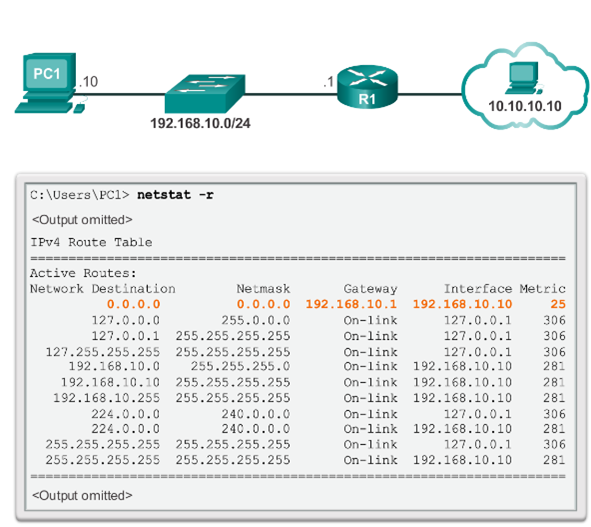 PC1
.10
.1
R1
10.10.10.10
192.168.10.0/24
C:\Users\PC1> netstat -r
<Output omitted>
IPv4 Route Table
===========================================================================
Active Routes:
Network Destination Netmask Gateway Interface Metric
0.0.0.0 0.0.0.0 192.168.10.1 192.168.10.10 25
127.0.0.0 255.0.0.0 On-link 127.0.0.1 306
127.0.0.1 255.255.255.255 On-link 127.0.0.1 306
127.255.255.255 255.255.255.255 On-link 127.0.0.1 306
192.168.10.0 255.255.255.0 On-link 192.168.10.10 281
192.168.10.10 255.255.255.255 On-link 192.168.10.10 281
192.168.10.255 255.255.255.255 On-link 192.168.10.10 281
224.0.0.0 240.0.0.0 On-link 127.0.0.1 306
224.0.0.0 240.0.0.0 On-link 192.168.10.10 281
255.255.255.255 255.255.255.255 On-link 127.0.0.1 306
255.255.255.255 255.255.255.255 On-link 192.168.10.10 281
===========================================================================
<Output omitted>